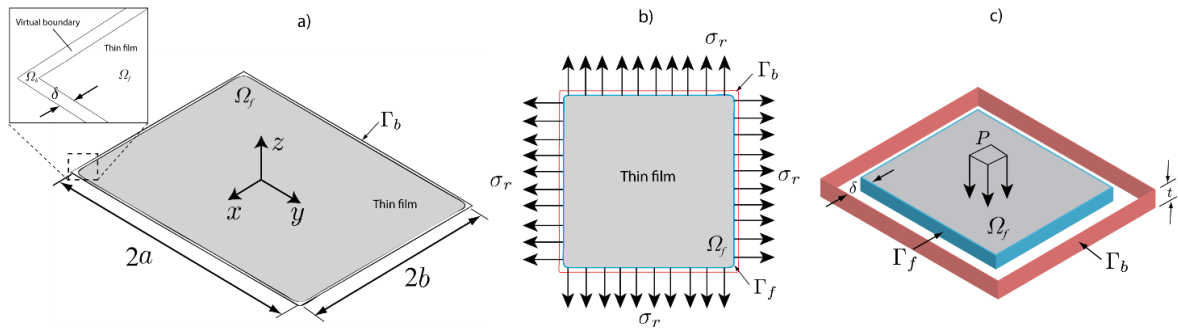 a)
Virtual boundary
Thin film
Ω_b
Ω_f
δ
Ω_f
Γ_b
z
x
y
Thin film
2a
2b
b)
σ_r
Γ_b
σ_r
Thin film
σ_r
Ω_f
Γ_f
σ_r
c)
P
δ
t
Ω_f
Γ_f
Γ_b